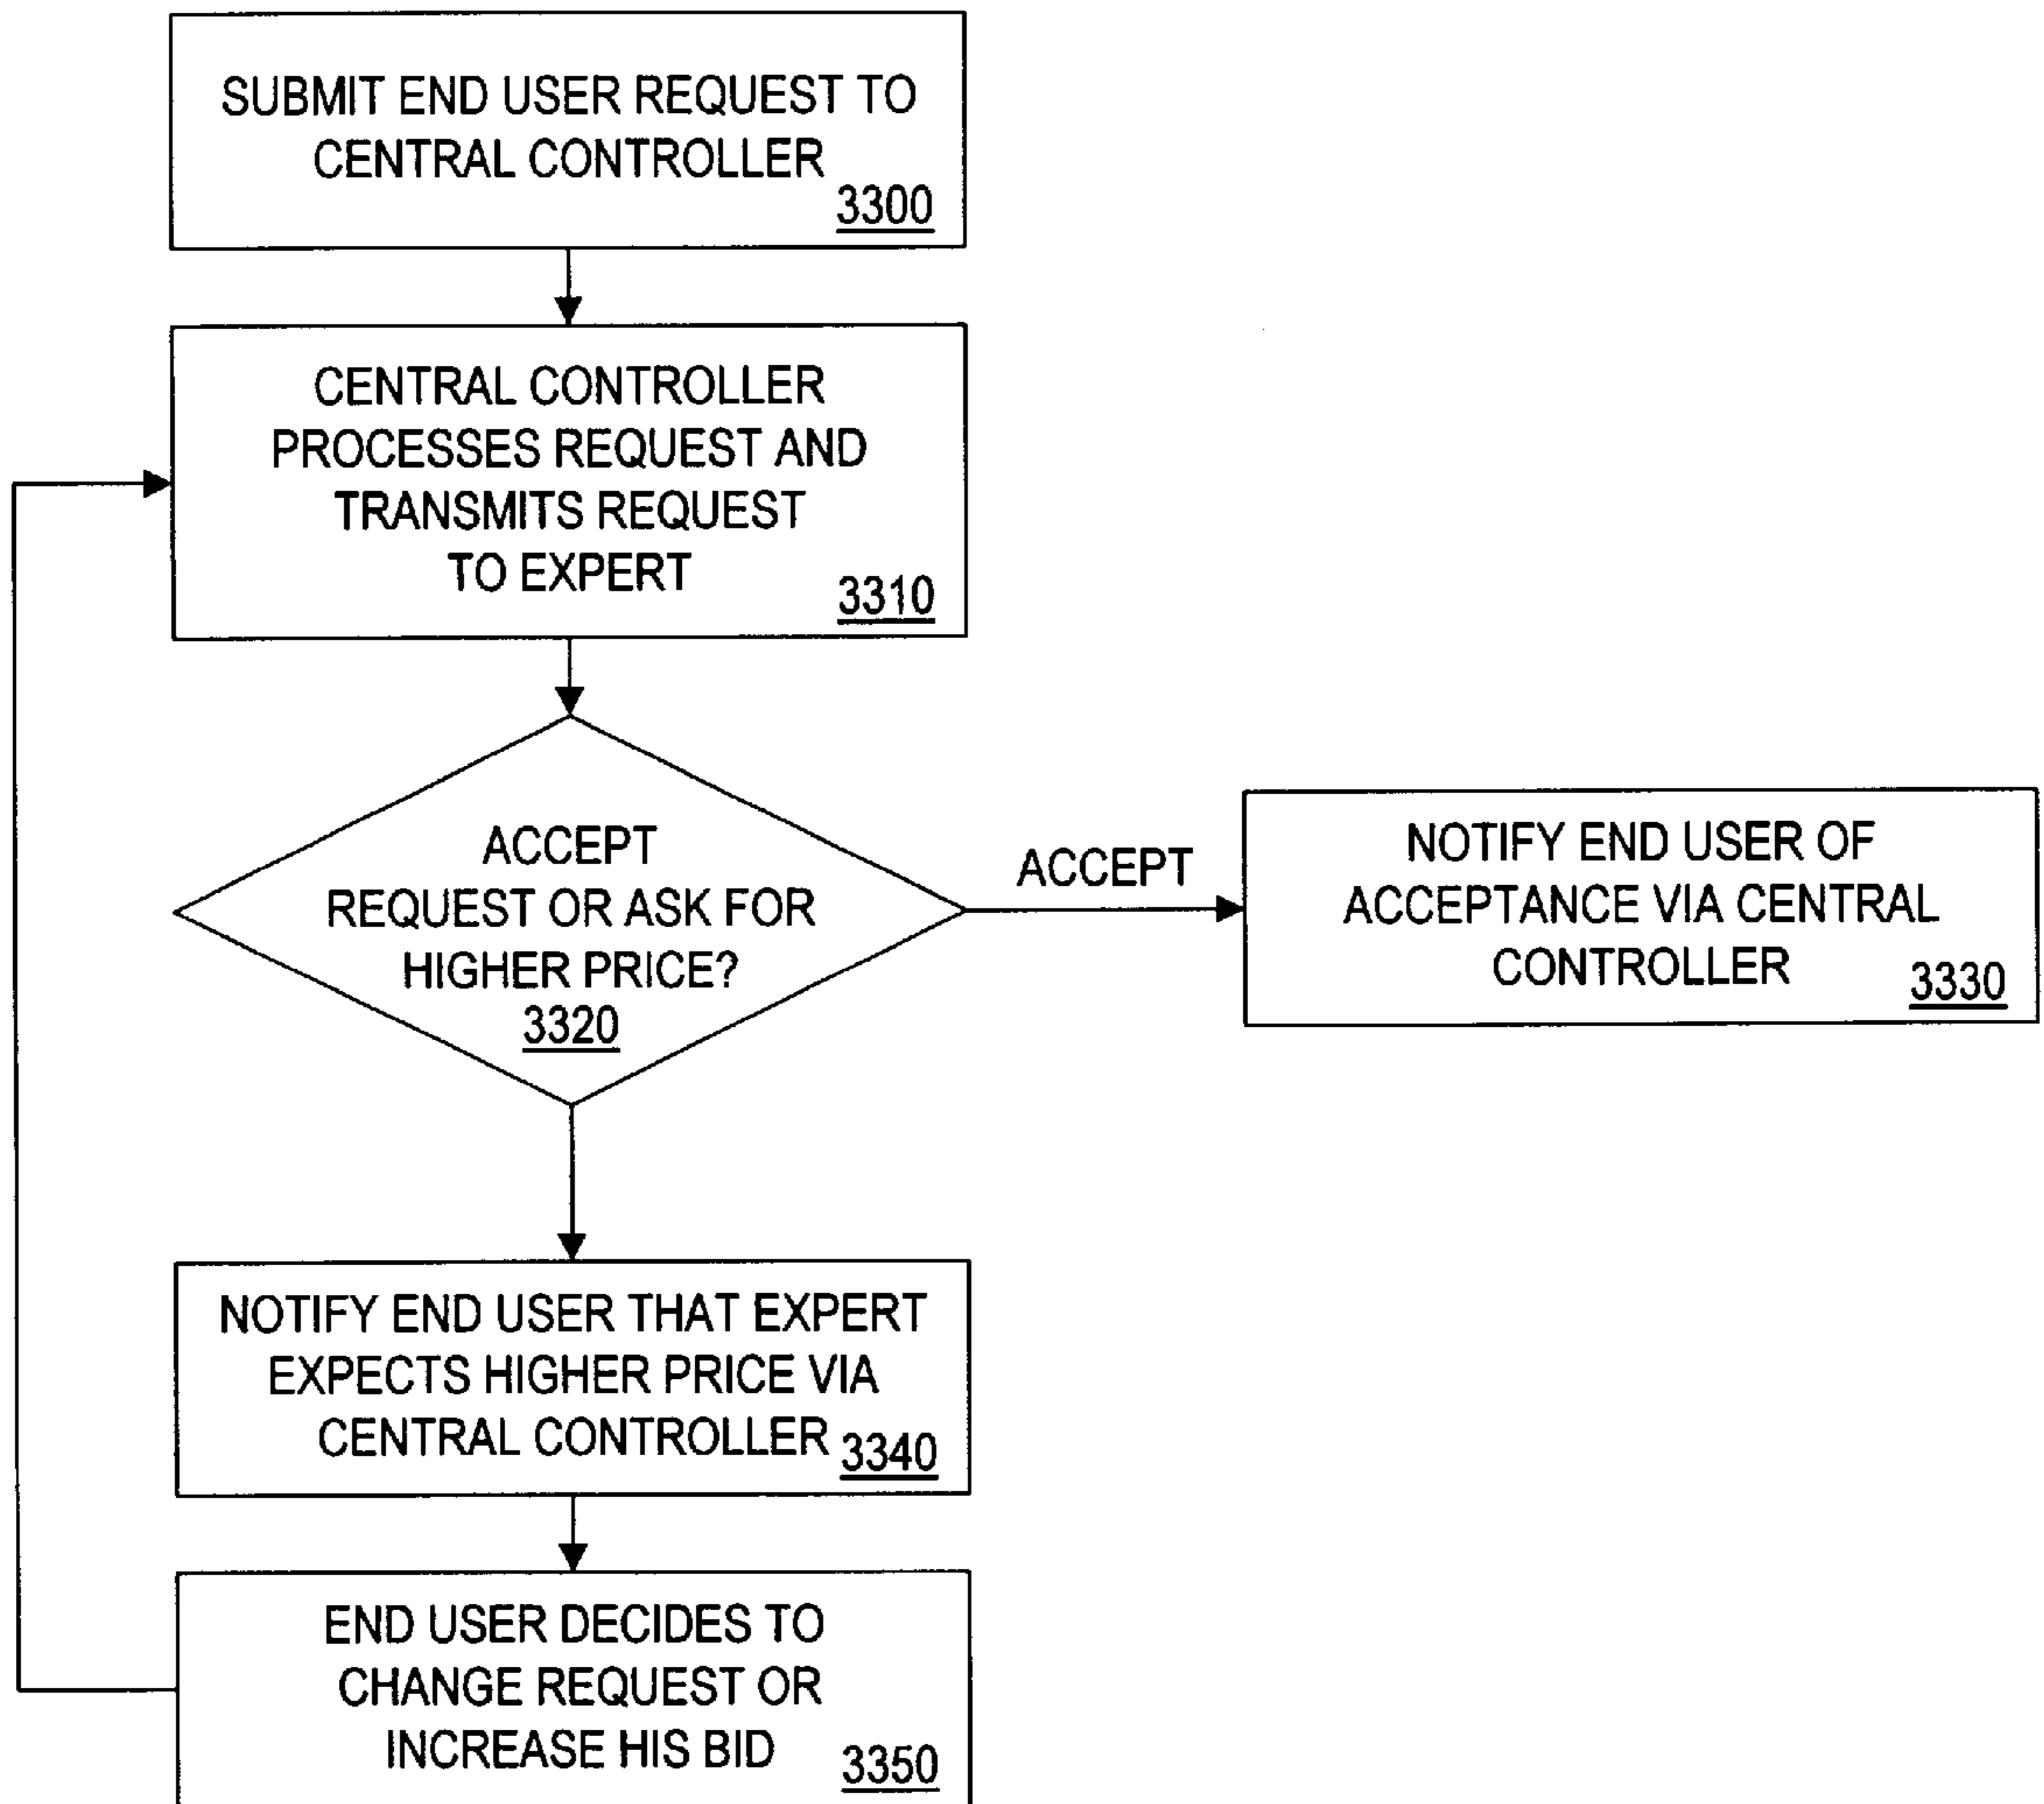 SUBMIT END USER REQUEST TO
CENTRAL CONTROLLER
3300
CENTRAL CONTROLLER
PROCESSES REQUEST AND
TRANSMITS REQUEST
TO EXPERT
3310
ACCEPT
REQUEST OR ASK FOR
HIGHER PRICE?
3320
ACCEPT
NOTIFY END USER OF
ACCEPTANCE VIA CENTRAL
CONTROLLER
3330
NOTIFY END USER THAT EXPERT
EXPECTS HIGHER PRICE VIA
CENTRAL CONTROLLER
3340
END USER DECIDES TO
CHANGE REQUEST OR
INCREASE HIS BID
3350